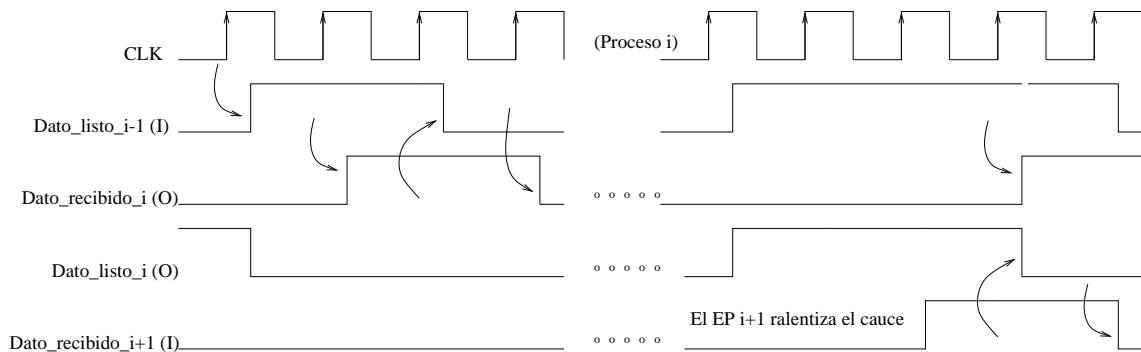 CLK
(Proceso i)
Dato_listo_i-1 (I)
Dato_recibido_i (O)
o o o o o
Dato_listo_i (O)
o o o o o
El EP i+1 ralentiza el cauce
Dato_recibido_i+1 (I)
o o o o o